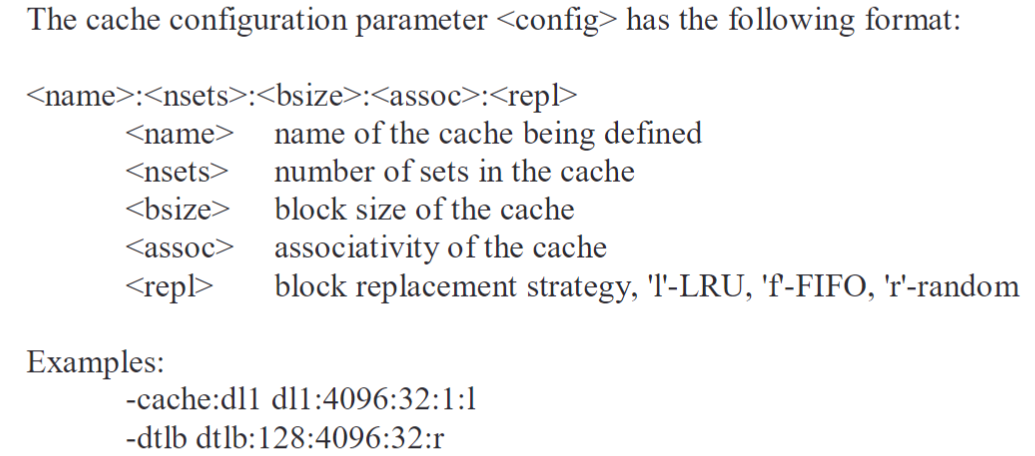 The cache configuration parameter <config> has the following format:
<name>:<nsets>:<bsize>:<assoc>:<repl>
<name> name of the cache being defined
<nsets> number of sets in the cache
<bsize> block size of the cache
<assoc> associativity of the cache
<repl> block replacement strategy, 'l'-LRU, 'f'-FIFO, 'r'-random
Examples:
-cache:dl1 dl1:4096:32:1:l
-dtlb dtlb:128:4096:32:r